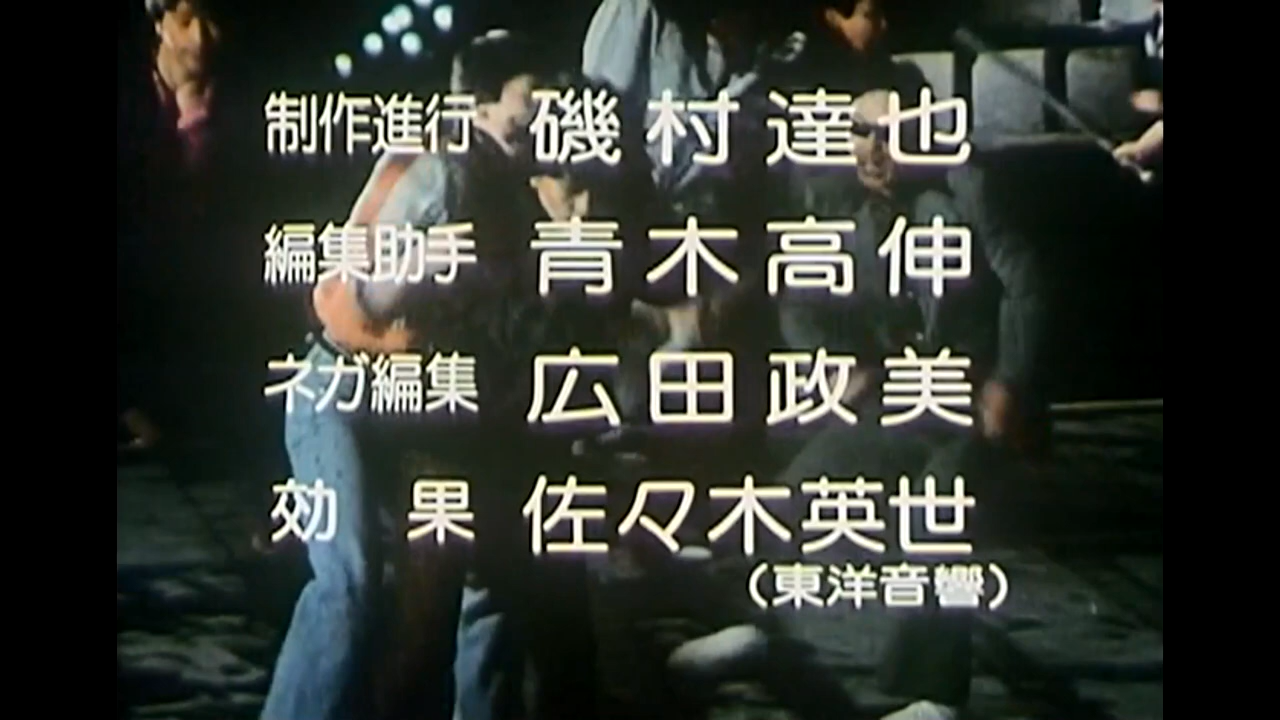 制作進行 磯村達也
編集助手 青木高伸
ネガ編集 広田政美
効果 佐々木英世
(東洋音響)